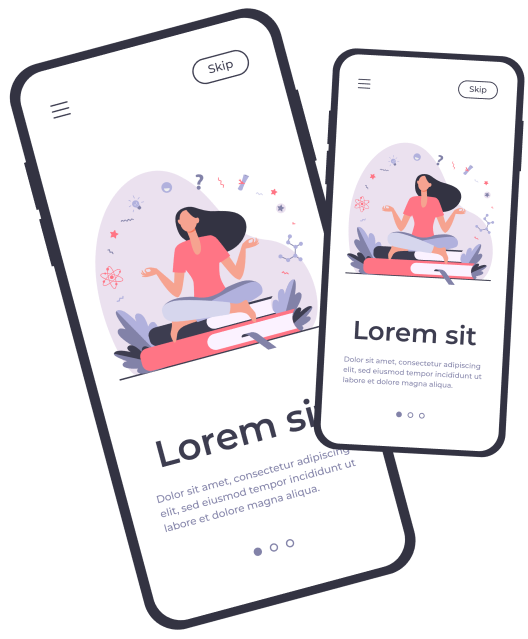 Skip
?
Lorem si
Dolor sit amet, consectetur adipiscing
elit, sed eiusmod tempor incididunt ut
labore et dolore magna aliqua.
Skip
?
Lorem sit
Dolor sit amet, consectetur adipiscing
elit, sed eiusmod tempor incididunt ut
labore et dolore magna aliqua.